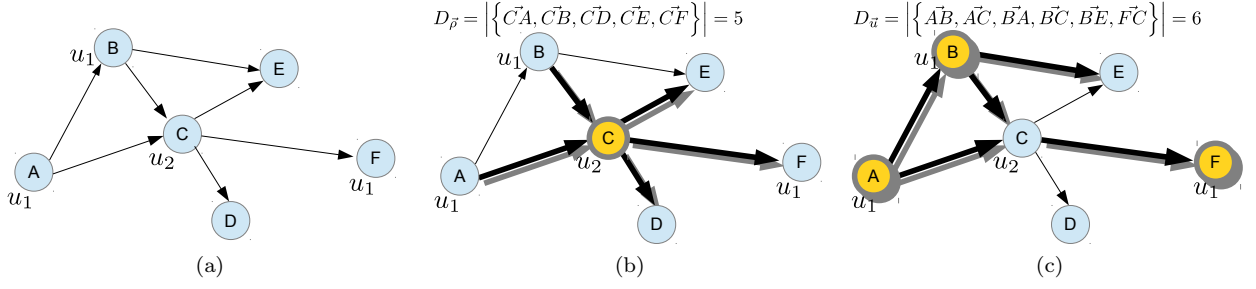 $D_{\vec{\rho}} = \left|\left\{\vec{CA}, \vec{CB}, \vec{CD}, \vec{CE}, \vec{CF}\right\}\right| = 5$
$D_{\vec{u}} = \left|\left\{\vec{AB}, \vec{AC}, \vec{BA}, \vec{BC}, \vec{BE}, \vec{FC}\right\}\right| = 6$
B
$u_1$
E
C
$u_2$
A
$u_1$
F
$u_1$
D
(a)
B
$u_1$
E
C
$u_2$
A
$u_1$
F
$u_1$
D
(b)
B
$u_1$
E
C
$u_2$
A
$u_1$
F
$u_1$
D
(c)